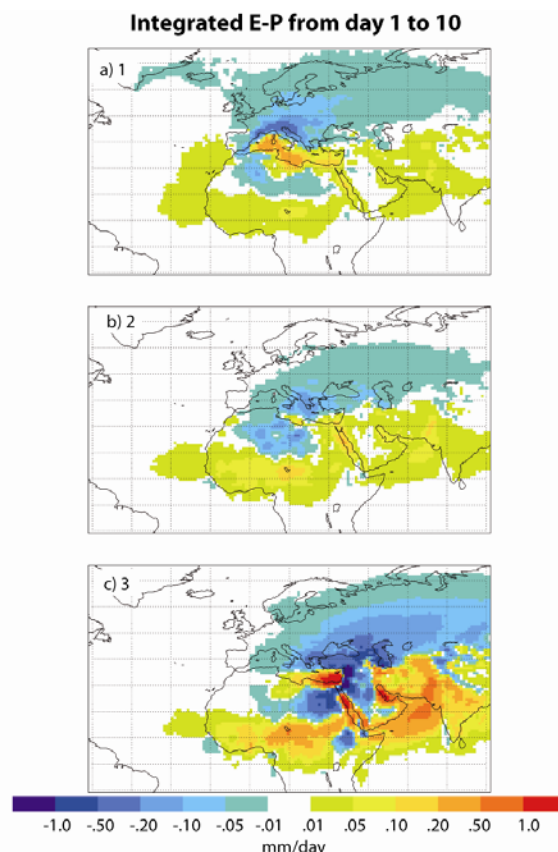 Integrated E-P from day 1 to 10
a) 1
b) 2
c) 3
-1.0 -.50 -.20 -.10 -.05 -.01 .01 .05 .10 .20 .50 1.0
mm/day